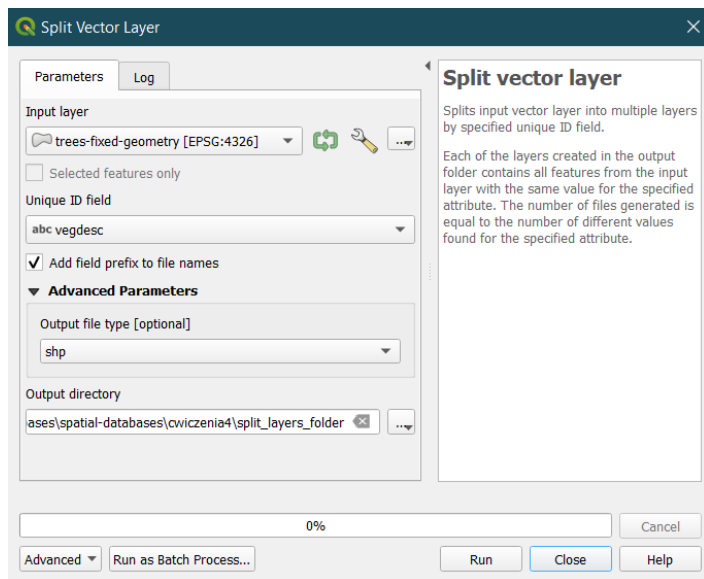 Split Vector Layer
Parameters
Log
Input layer
trees-fixed-geometry [EPSG:4326]
...
Selected features only
Unique ID field
abc vegdesc
Add field prefix to file names
Advanced Parameters
Output file type [optional]
shp
Output directory
ases\spatial-databases\cwiczenia4\split_layers_folder
...
Split vector layer
Splits input vector layer into multiple layers
by specified unique ID field.
Each of the layers created in the output
folder contains all features from the input
layer with the same value for the specified
attribute. The number of files generated is
equal to the number of different values
found for the specified attribute.
0%
Cancel
Advanced
Run as Batch Process...
Run
Close
Help